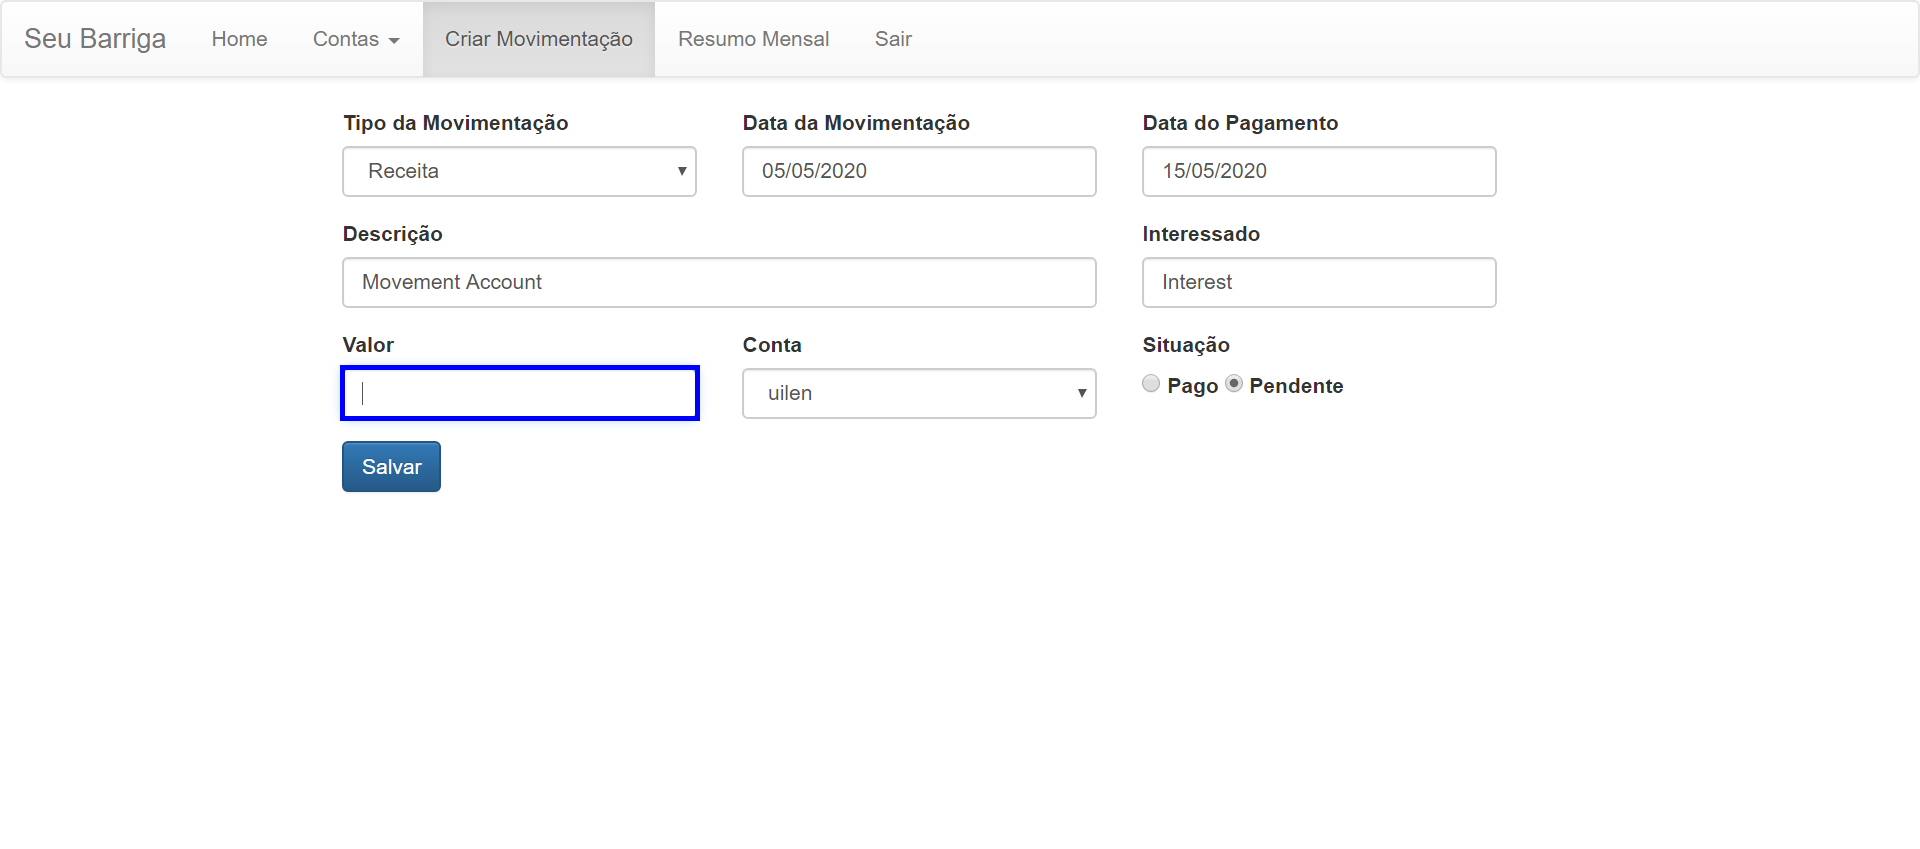 Seu Barriga Home Contas Criar Movimentação Resumo Mensal Sair
Tipo da Movimentação Data da Movimentação Data do Pagamento
Receita 05/05/2020 15/05/2020
Descrição Interessado
Movement Account Interest
Valor Conta Situação
uilen Pago Pendente
Salvar